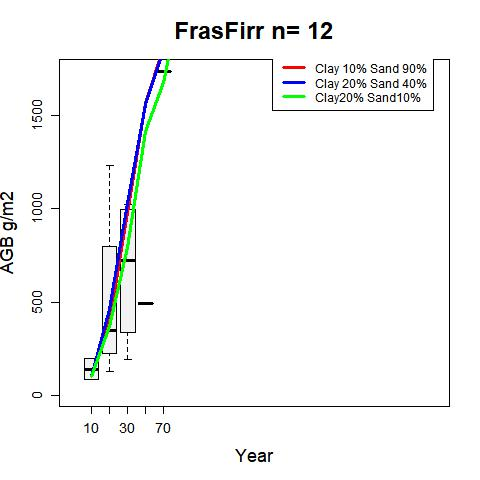 FrasFirr n= 12
Clay 10% Sand 90%
Clay 20% Sand 40%
Clay20% Sand10%
AGB g/m2
1500
1000
500
0
10 30 70
Year